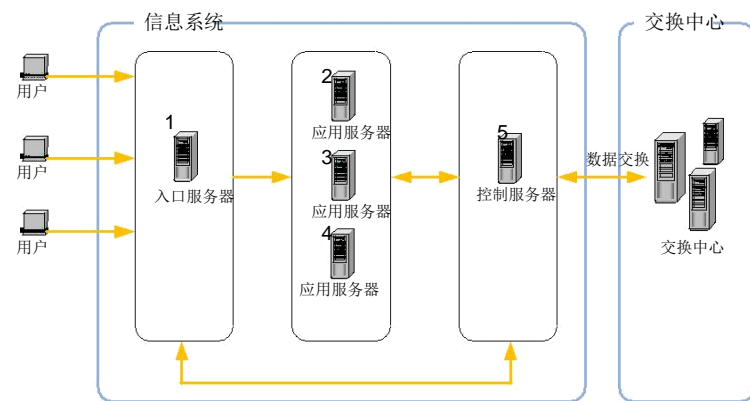 信息系统
交换中心
用户
用户
用户
1
入口服务器
2
应用服务器
3
应用服务器
4
应用服务器
5
控制服务器
数据交换
交换中心